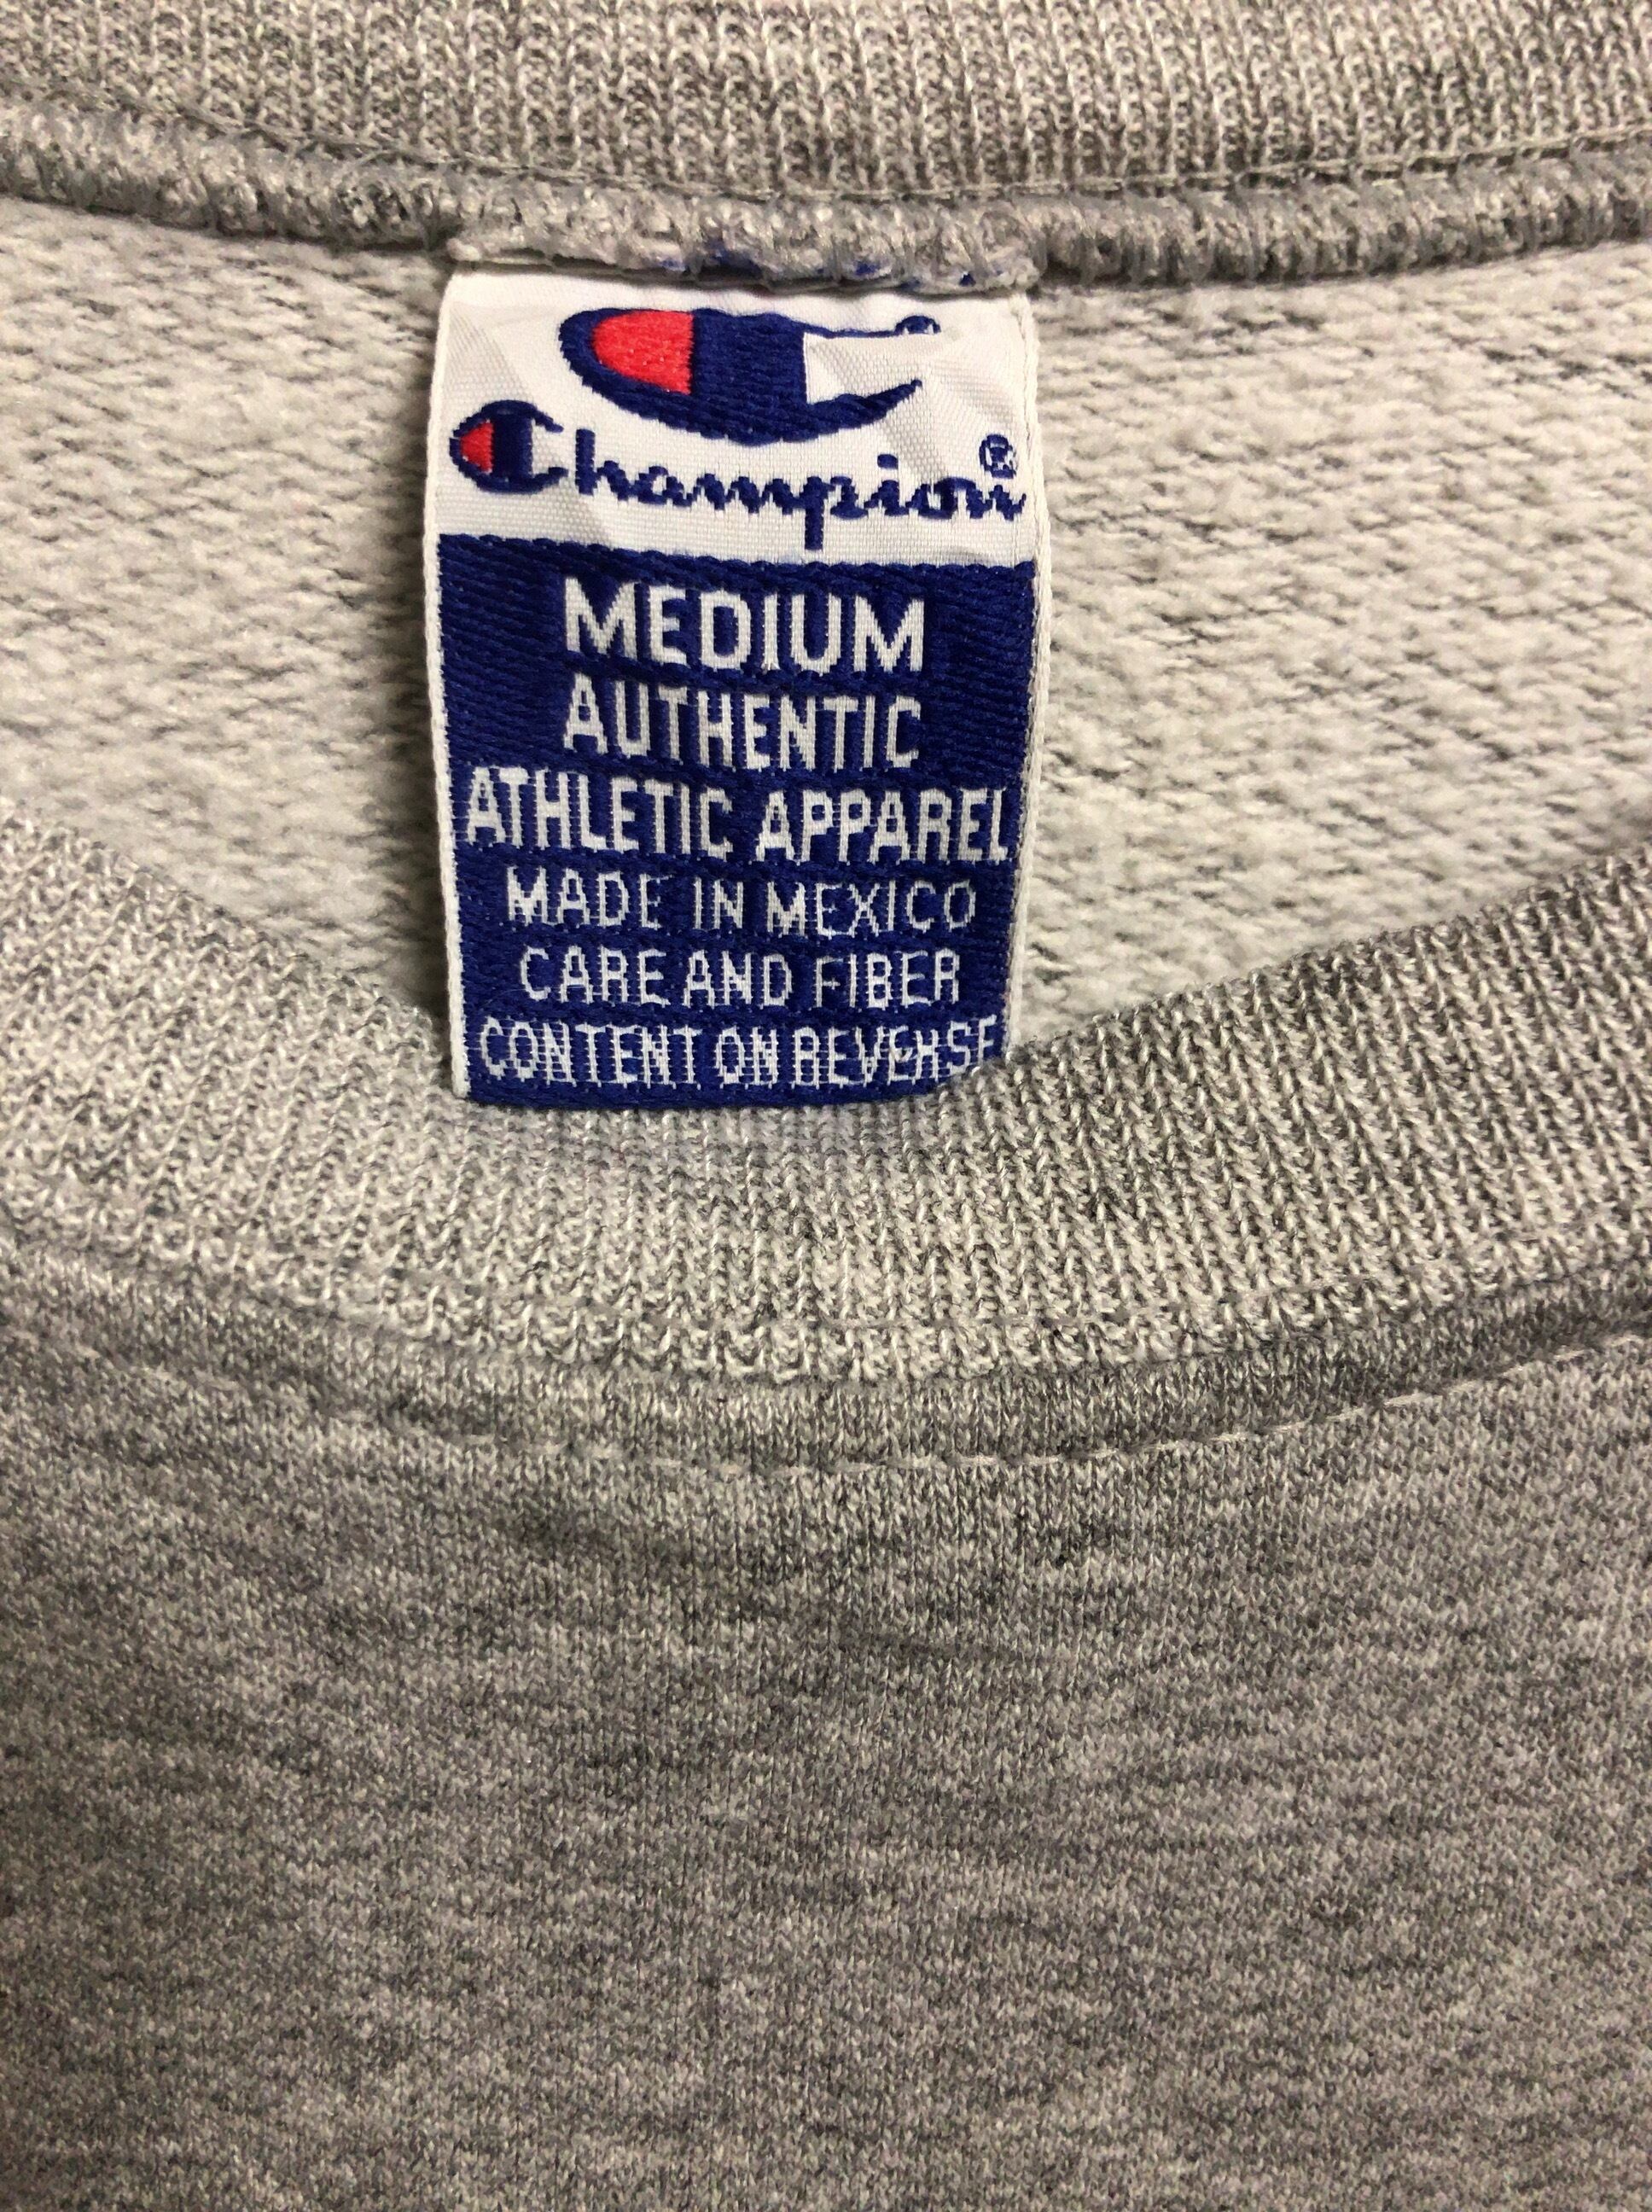 Champion®
MEDIUM
AUTHENTIC
ATHLETIC APPAREL
MADE IN MEXICO
CARE AND FIBER
CONTENT ON REVERSE